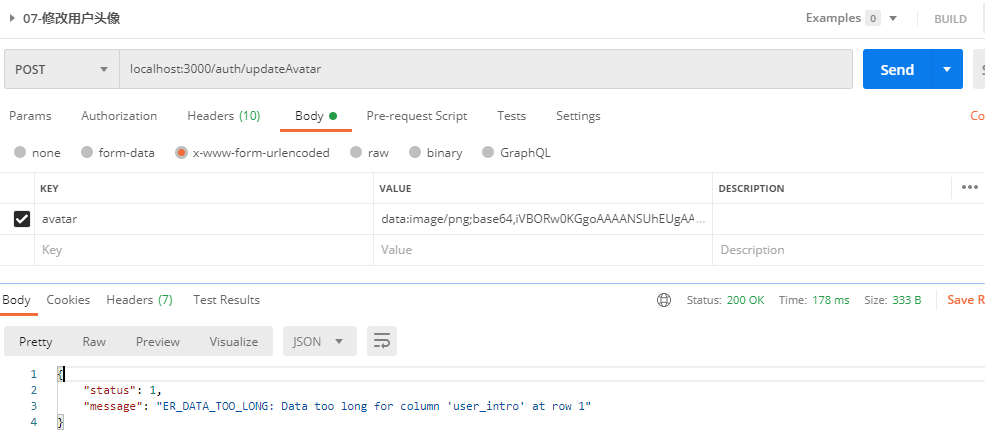 07-修改用户头像 Examples 0 BUILD
POST localhost:3000/auth/updateAvatar Send
Params Authorization Headers (10) Body Pre-request Script Tests Settings Co
none form-data x-www-form-urlencoded raw binary GraphQL
KEY VALUE DESCRIPTION •••
avatar data:image/png;base64,iVBORw0KGgoAAAANSUhEUgAA...
Key Value Description
Body Cookies Headers (7) Test Results Status: 200 OK Time: 178 ms Size: 333 B Save R
Pretty Raw Preview Visualize JSON
1 {
2 "status": 1,
3 "message": "ER_DATA_TOO_LONG: Data too long for column 'user_intro' at row 1"
4 }